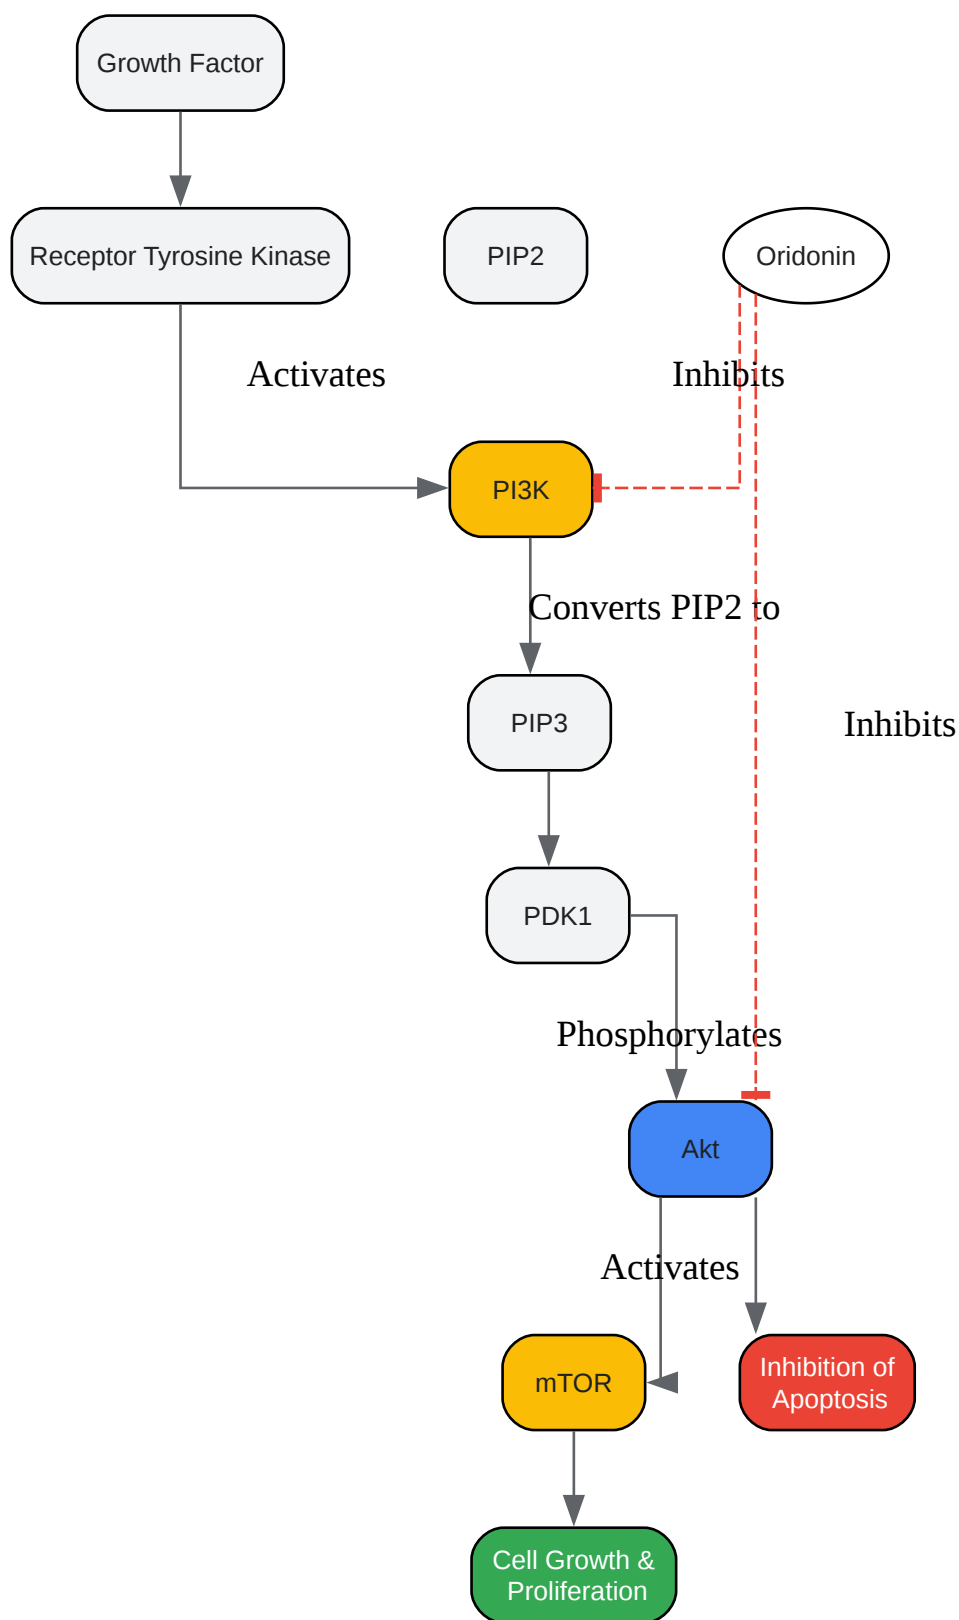 Growth Factor
Receptor Tyrosine Kinase
PIP2
Oridonin
Activates
Inhibits
PI3K
Converts PIP2 to
PIP3
Inhibits
PDK1
Phosphorylates
Akt
Activates
mTOR
Inhibition of
Apoptosis
Cell Growth &
Proliferation